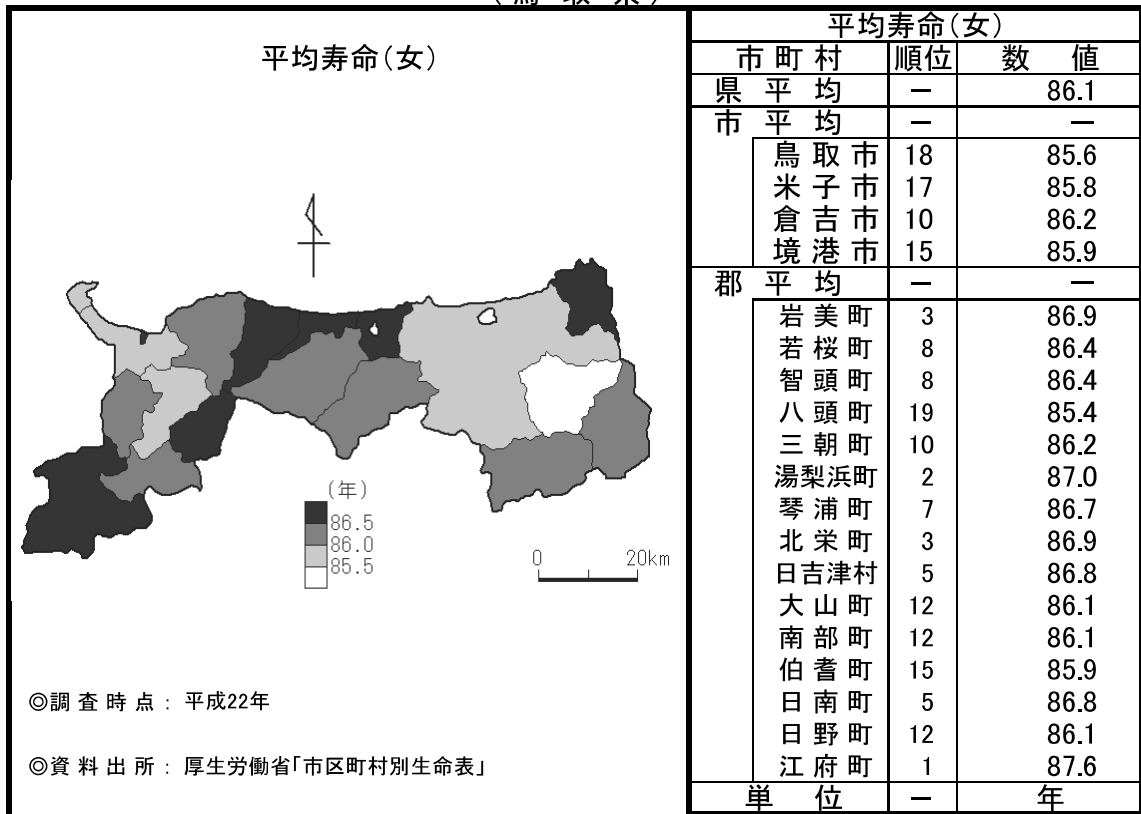 (鳥取県)
平均寿命(女)
(年)
86.5
86.0
85.5
0 20km
◎調査時点：平成22年
◎資料出所：厚生労働省「市区町村別生命表」
平均寿命(女)
市町村 順位 数値
県平均 － 86.1
市平均 － －
鳥取市 18 85.6
米子市 17 85.8
倉吉市 10 86.2
境港市 15 85.9
郡平均 － －
岩美町 3 86.9
若桜町 8 86.4
智頭町 8 86.4
八頭町 19 85.4
三朝町 10 86.2
湯梨浜町 2 87.0
琴浦町 7 86.7
北栄町 3 86.9
日吉津村 5 86.8
大山町 12 86.1
南部町 12 86.1
伯耆町 15 85.9
日南町 5 86.8
日野町 12 86.1
江府町 1 87.6
単位 － 年